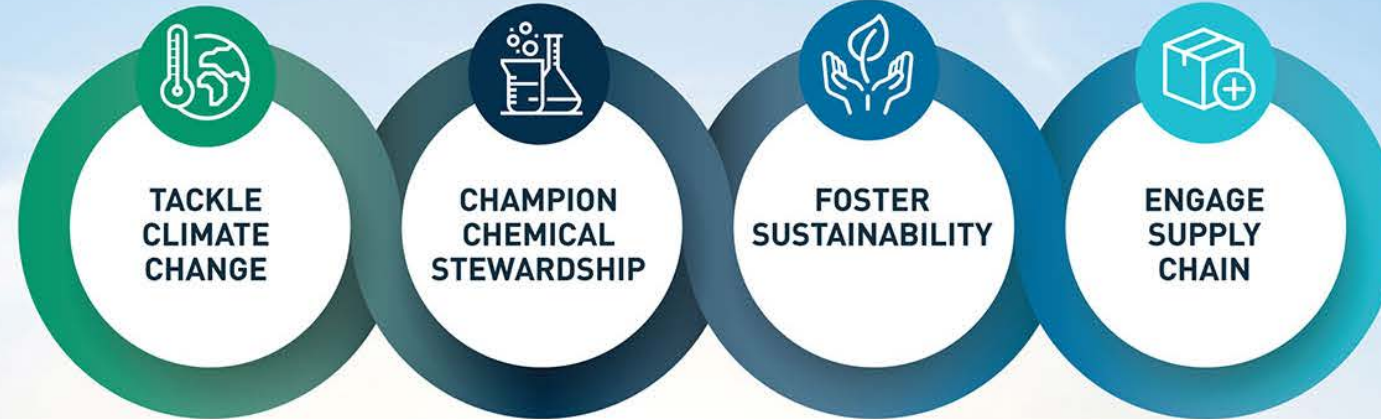 TACKLE
CLIMATE
CHANGE
CHAMPION
CHEMICAL
STEWARDSHIP
FOSTER
SUSTAINABILITY
ENGAGE
SUPPLY
CHAIN